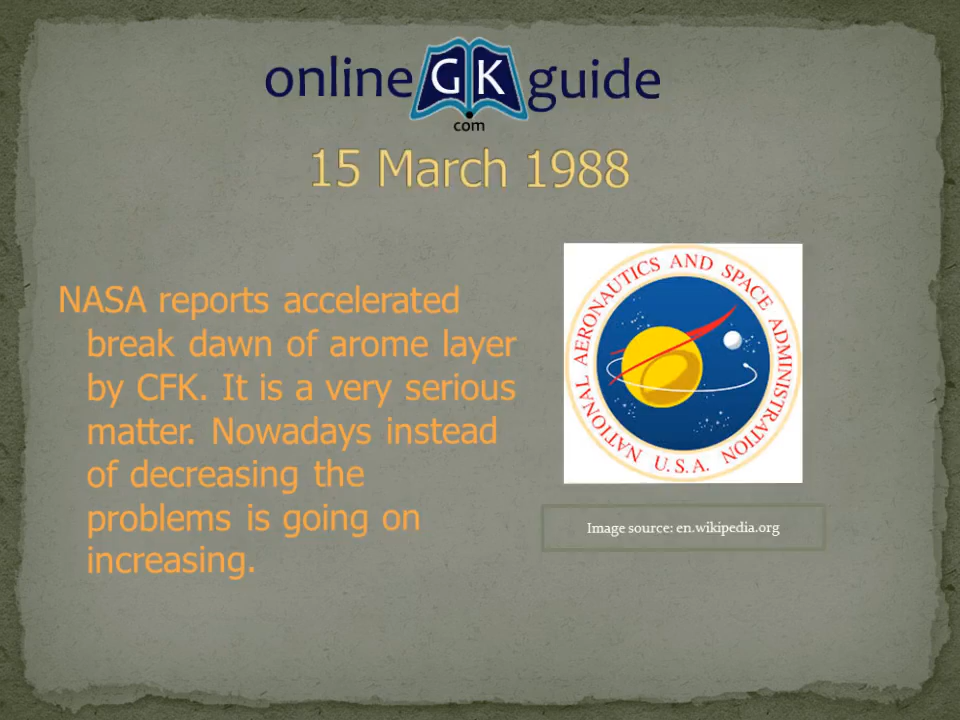 online GK guide
com
15 March 1988
NASA reports accelerated
break dawn of arome layer
by CFK. It is a very serious
matter. Nowadays instead
of decreasing the
problems is going on
increasing.
NATIONAL AERONAUTICS AND SPACE ADMINISTRATION
U.S.A.
Image source: en.wikipedia.org